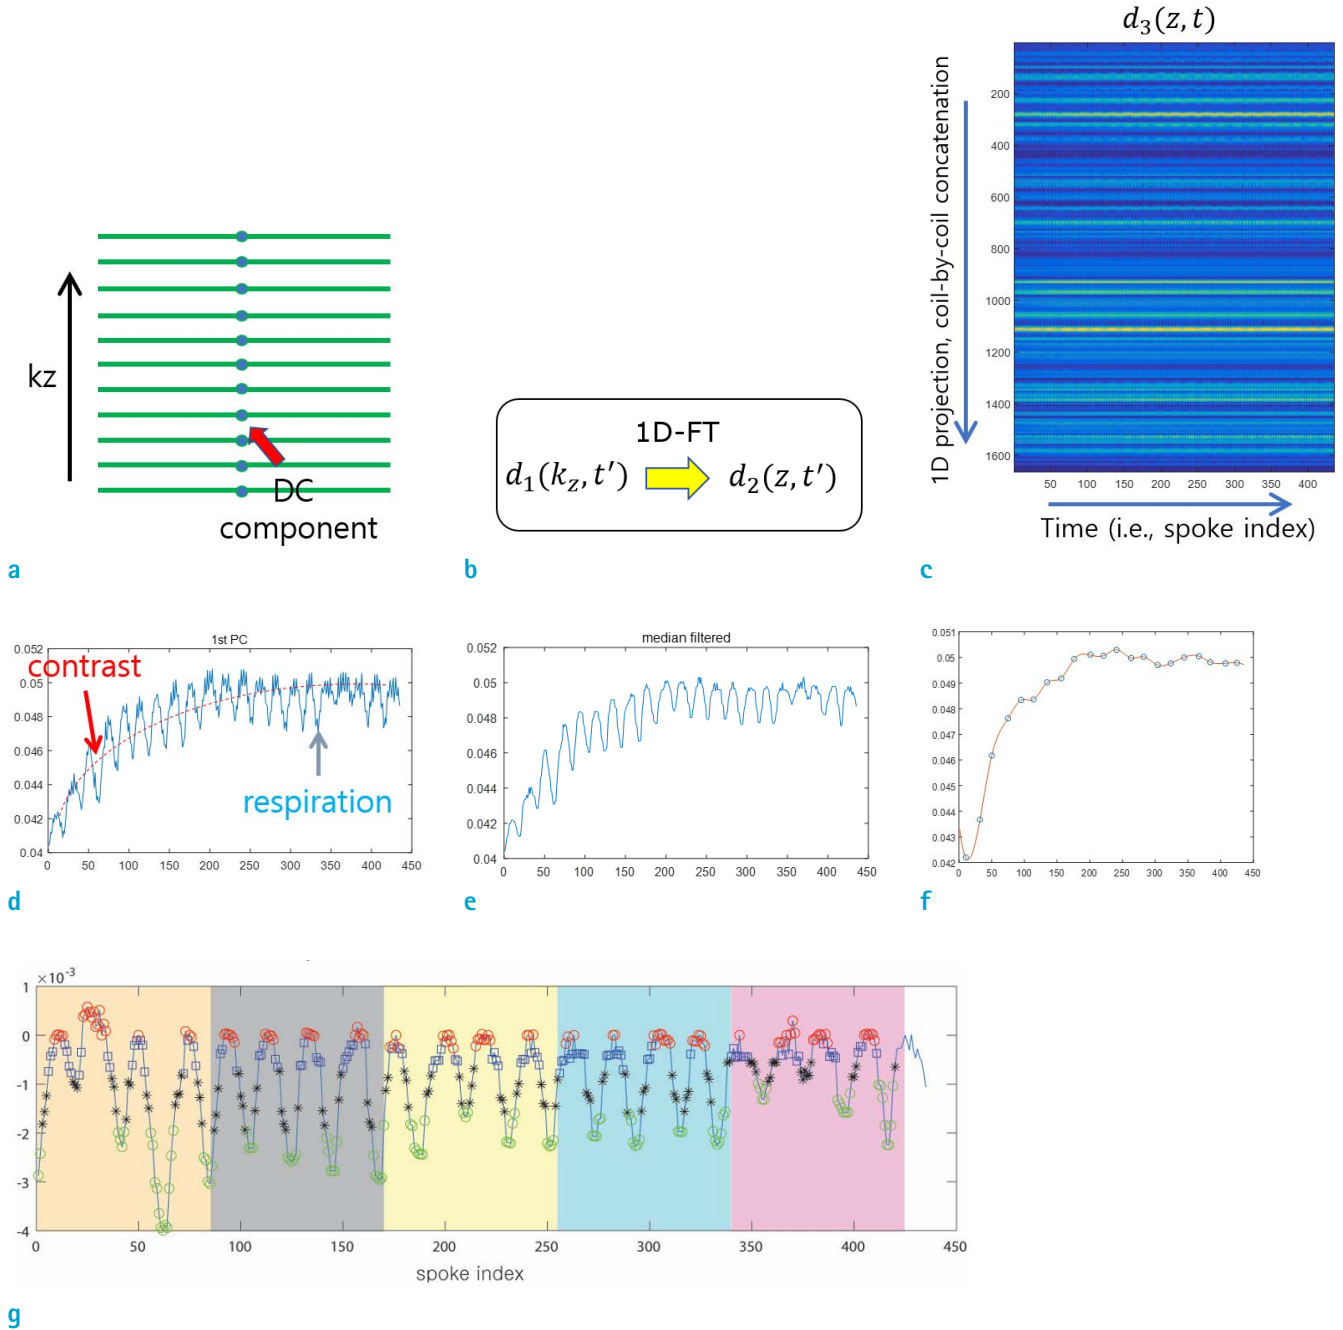 kz
DC
component
a
1D-FT
d₁(k_z, t′)
d₂(z, t′)
b
d₃(z, t)
1D projection, coil-by-coil concatenation
200
400
600
800
1000
1200
1400
1600
50 100 150 200 250 300 350 400
Time (i.e., spoke index)
c
1st PC
contrast
respiration
0.052
0.05
0.048
0.046
0.044
0.042
0.04
0 50 100 150 200 250 300 350 400 450
d
median filtered
0.052
0.05
0.048
0.046
0.044
0.042
0.04
0 50 100 150 200 250 300 350 400 450
e
0.051
0.05
0.049
0.048
0.047
0.046
0.045
0.044
0.043
0.042
0 50 100 150 200 250 300 350 400 450
f
×10⁻³
1
0
-1
-2
-3
-4
0 50 100 150 200 250 300 350 400 450
spoke index
g